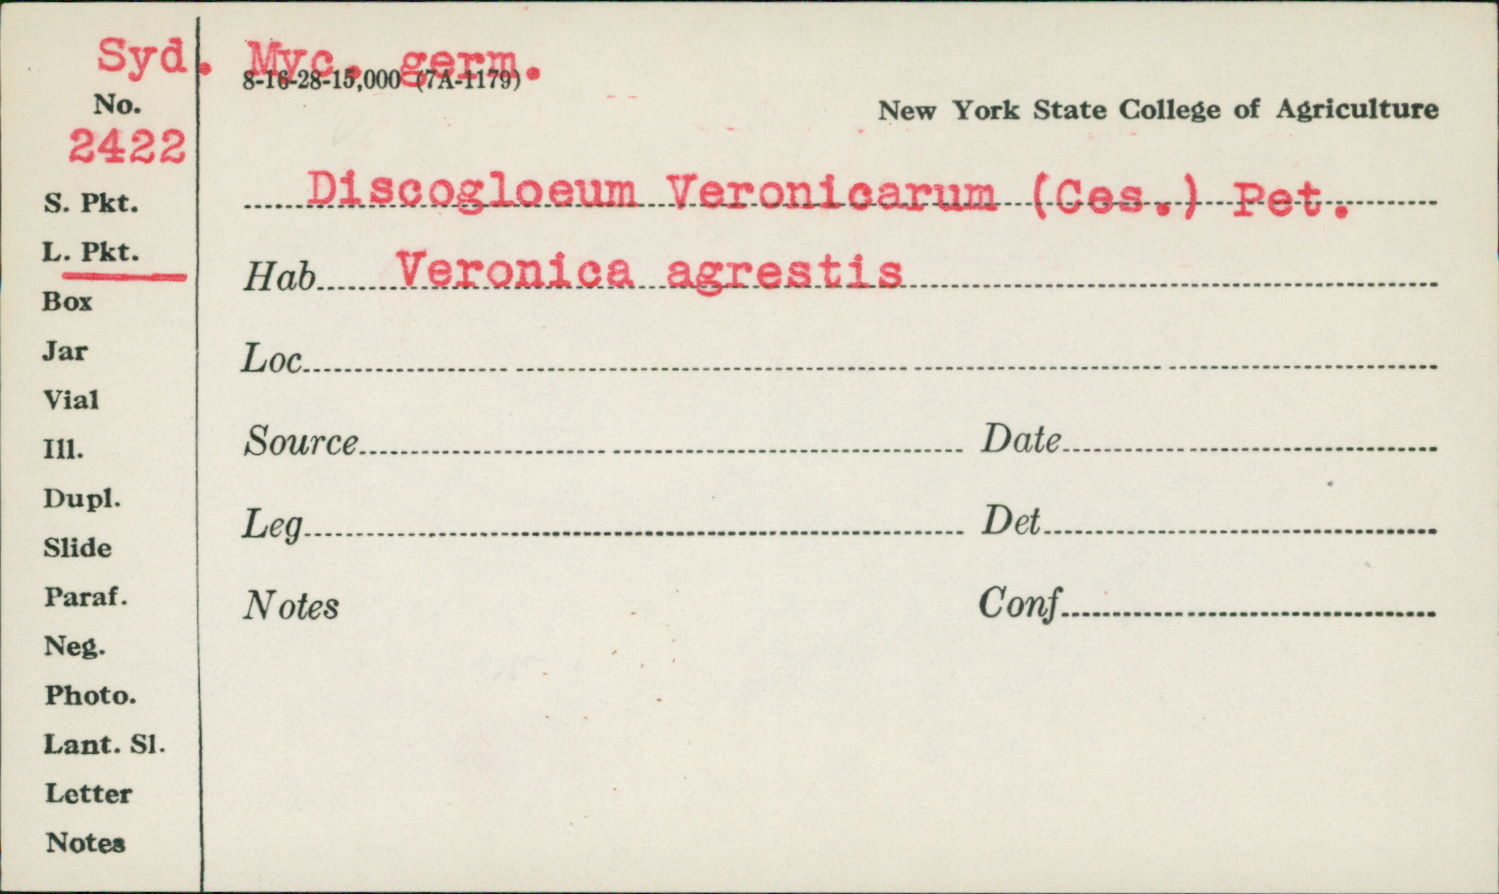 Syd. Myc. germ.
8-16-28-15,000 (7A-1179)
No.
New York State College of Agriculture
2422
Discogloeum Veronicarum (Ces.) Pet.
S. Pkt.
L. Pkt.
Hab Veronica agrestis
Box
Jar
Loc
Vial
Ill.
Source Date
Dupl.
Leg Det
Slide
Paraf.
Notes Conf
Neg.
Photo.
Lant. Sl.
Letter
Notes